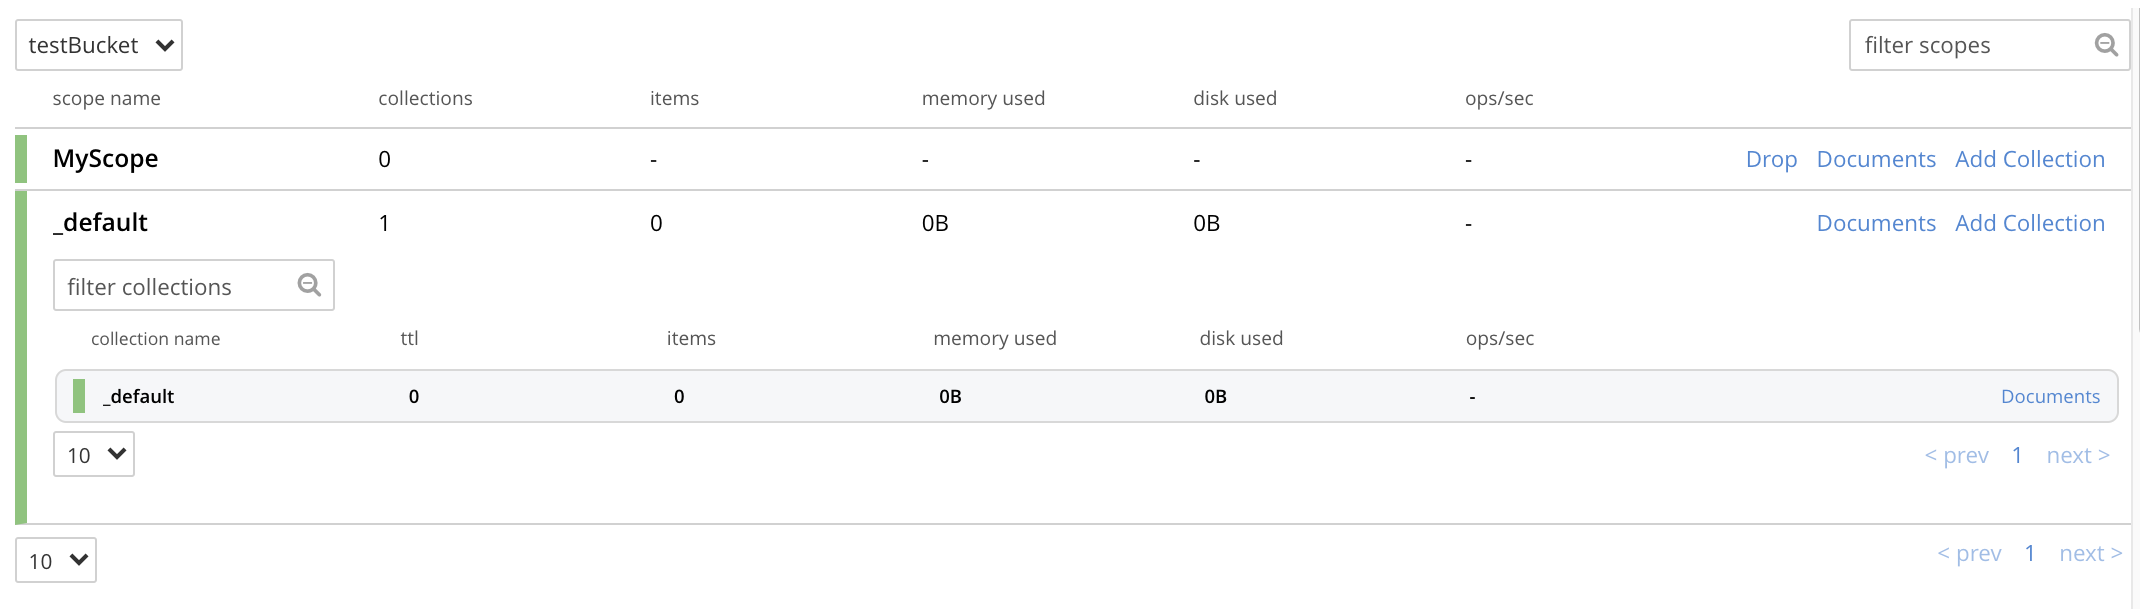 testBucket filter scopes
scope name collections items memory used disk used ops/sec
MyScope 0 - - - - Drop Documents Add Collection
_default 1 0 0B 0B - Documents Add Collection
filter collections
collection name ttl items memory used disk used ops/sec
_default 0 0 0B 0B - Documents
10 < prev 1 next >
10 < prev 1 next >